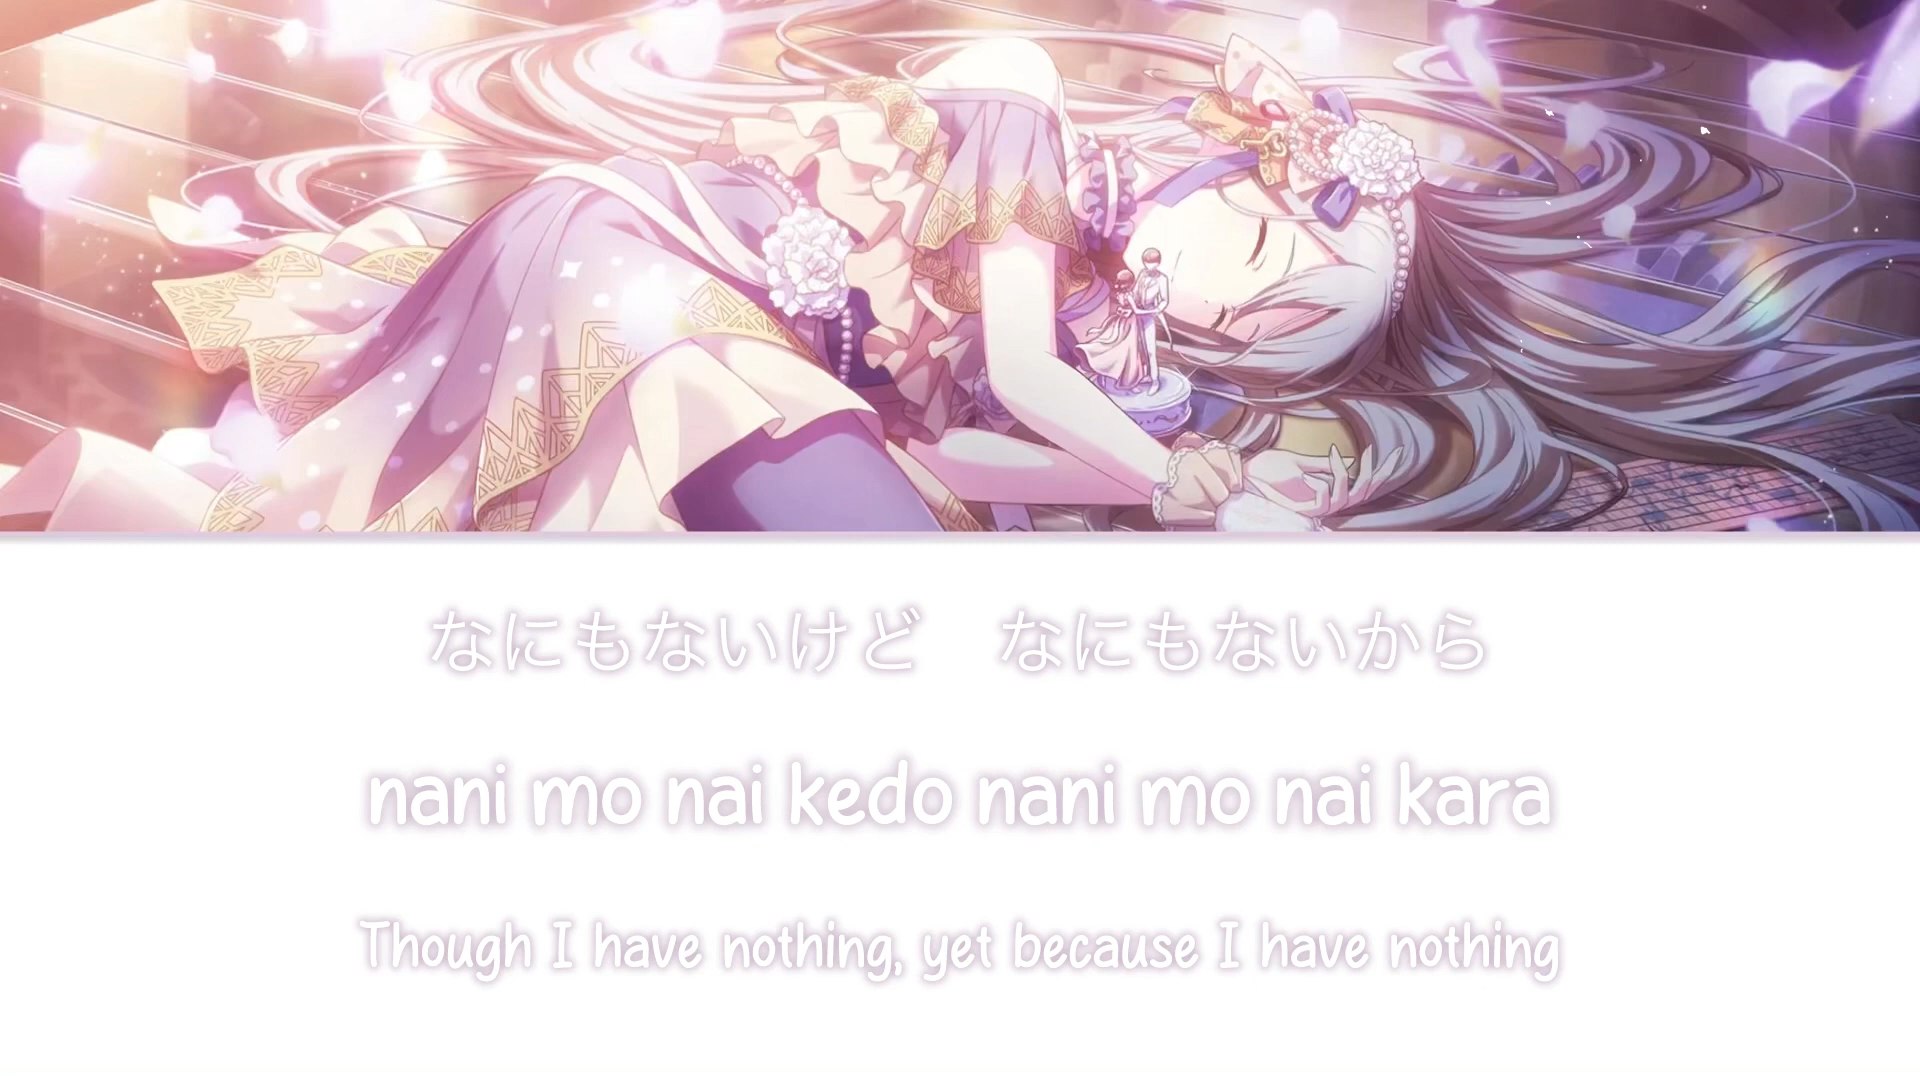 なにもないけど　なにもないから
nani mo nai kedo nani mo nai kara
Though I have nothing, yet because I have nothing